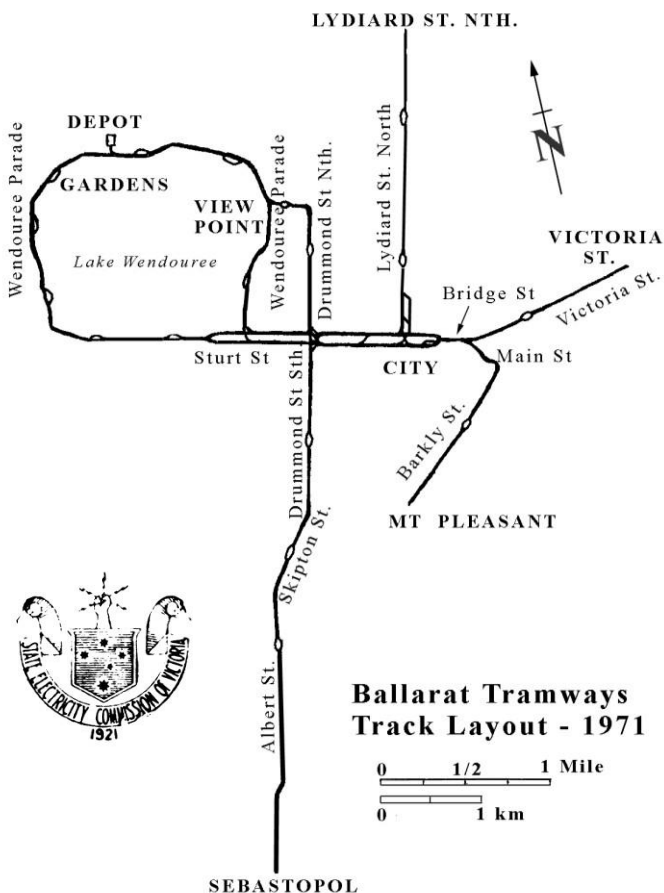 LYDIARD ST. NTH.
DEPOT
GARDENS
Wendouree Parade
VIEW
POINT
Wendouree Parade
Drummond St Nth.
Lydiard St. North
N
Lake Wendouree
VICTORIA
ST.
Bridge St
Victoria St.
Sturt St
CITY
Main St
Drummond St Sth.
Barkly St.
MT PLEASANT
Skipton St.
Albert St.
STATE ELECTRICITY COMMISSION OF VICTORIA
1921
Ballarat Tramways
Track Layout - 1971
0 1/2 1 Mile
0 1 km
SEBASTOPOL